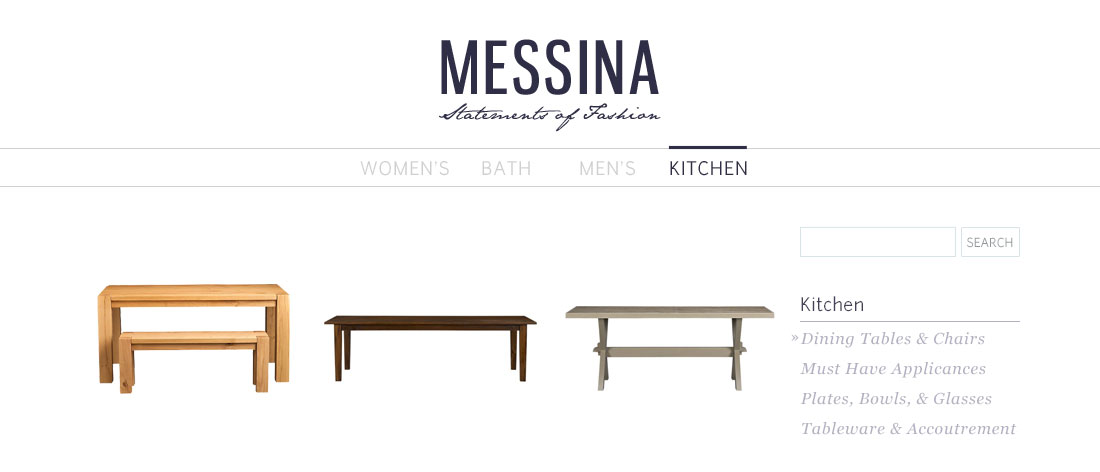 MESSINA
Statements of Fashion
WOMEN'S BATH MEN'S KITCHEN
SEARCH
Kitchen
» Dining Tables & Chairs
Must Have Applicances
Plates, Bowls, & Glasses
Tableware & Accoutrement